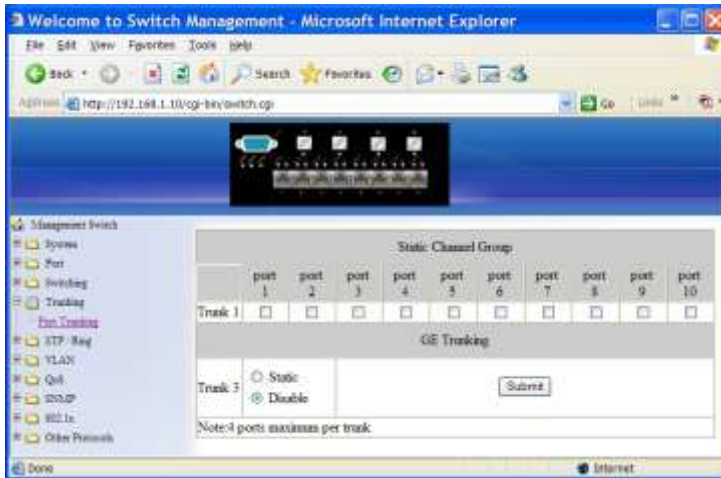 Welcome to Switch Management - Microsoft Internet Explorer
File Edit View Favorites Tools Help
Back Search Favorites
Address http://192.168.1.10/cgi-bin/switch.cgi Go Links »
Management Switch
System
Port
Switching
Trunking
Port Trunking
STP Ring
VLAN
QoS
SNMP
802.1x
Other Protocols
Static Channel Group
port 1 port 2 port 3 port 4 port 5 port 6 port 7 port 8 port 9 port 10
Trunk 1
GE Trunking
Trunk 3 Static
Disable
Submit
Note:4 ports maximum per trunk
Done Internet